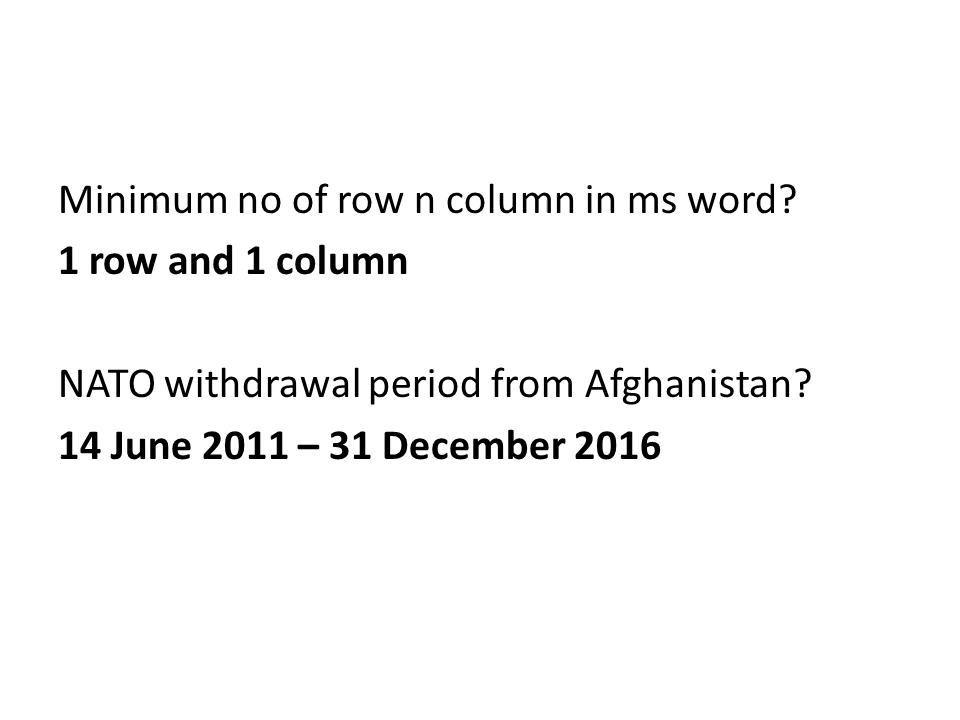 Minimum no of row n column in ms word?
1 row and 1 column
NATO withdrawal period from Afghanistan?
14 June 2011 – 31 December 2016